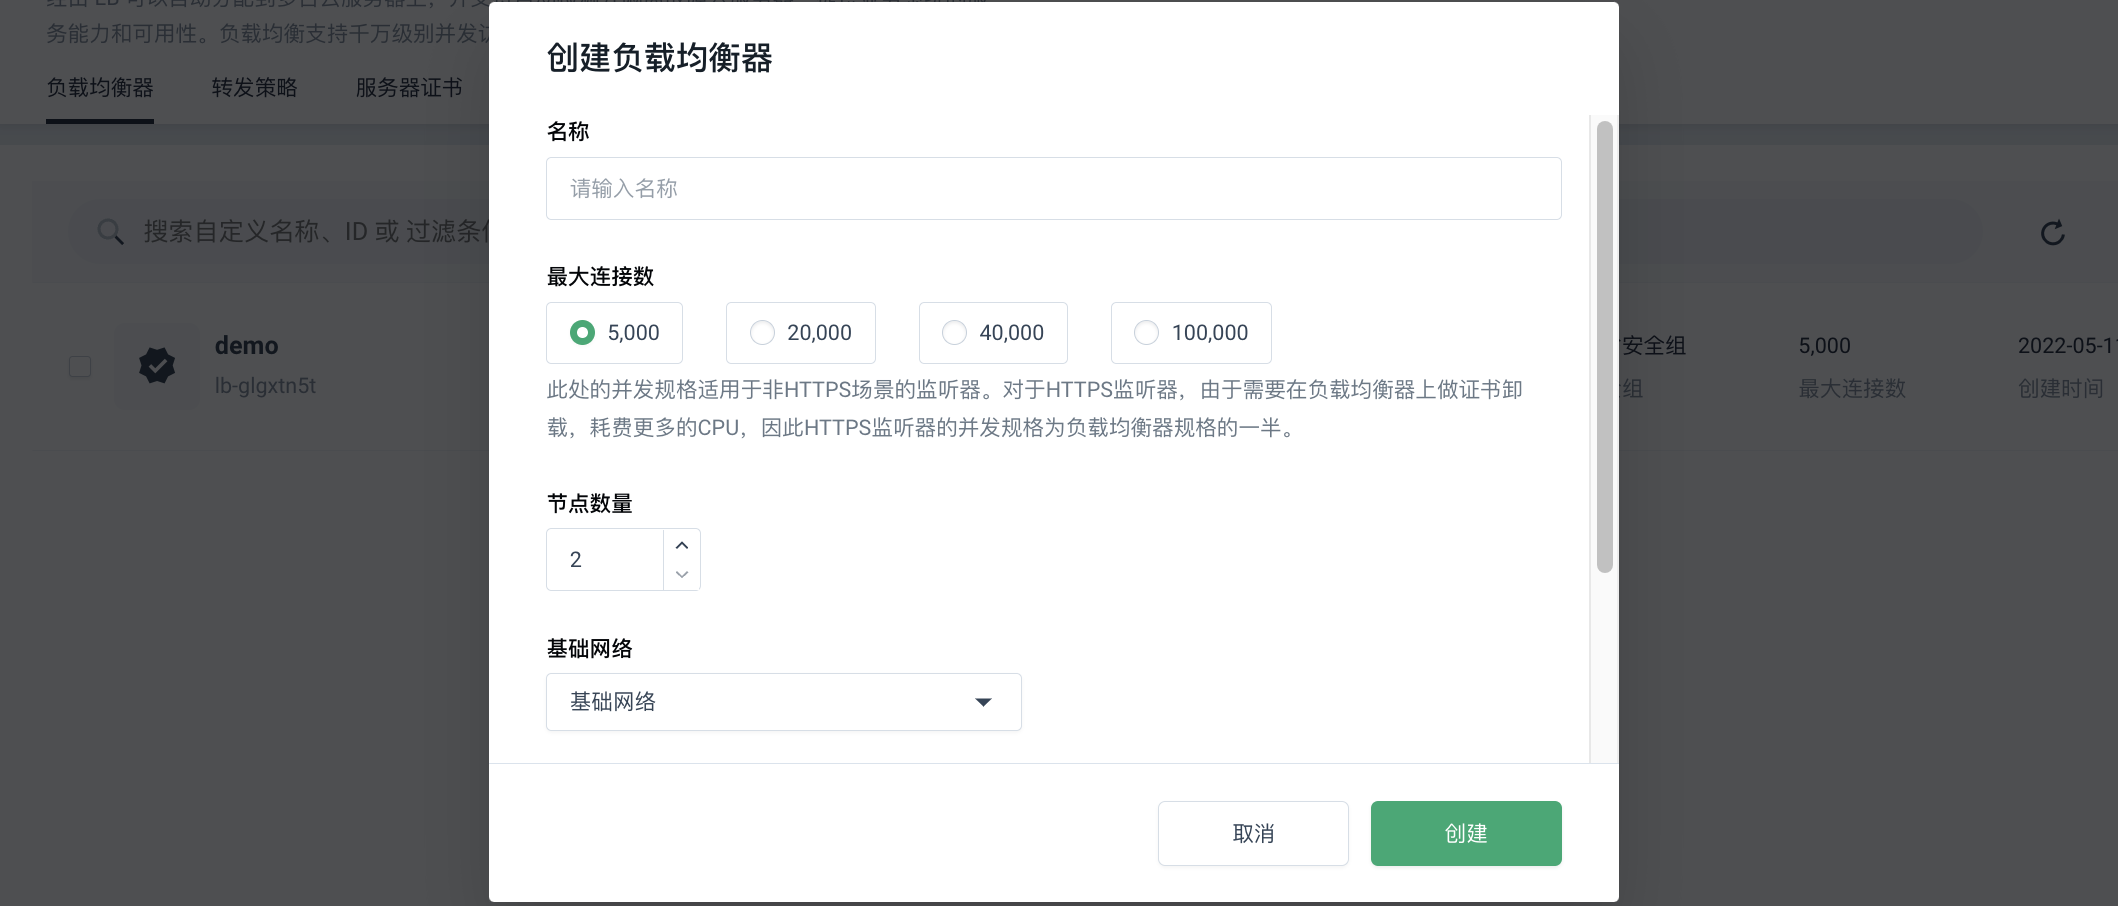 务能力和可用性。负载均衡支持千万级别并发访
负载均衡器 转发策略 服务器证书
搜索自定义名称、ID 或 过滤条件
demo
lb-glgxtn5t
安全组
组
5,000
最大连接数
2022-05-1
创建时间
创建负载均衡器
名称
请输入名称
最大连接数
5,000 20,000 40,000 100,000
此处的并发规格适用于非HTTPS场景的监听器。对于HTTPS监听器，由于需要在负载均衡器上做证书卸
载，耗费更多的CPU，因此HTTPS监听器的并发规格为负载均衡器规格的一半。
节点数量
2
基础网络
基础网络
取消 创建